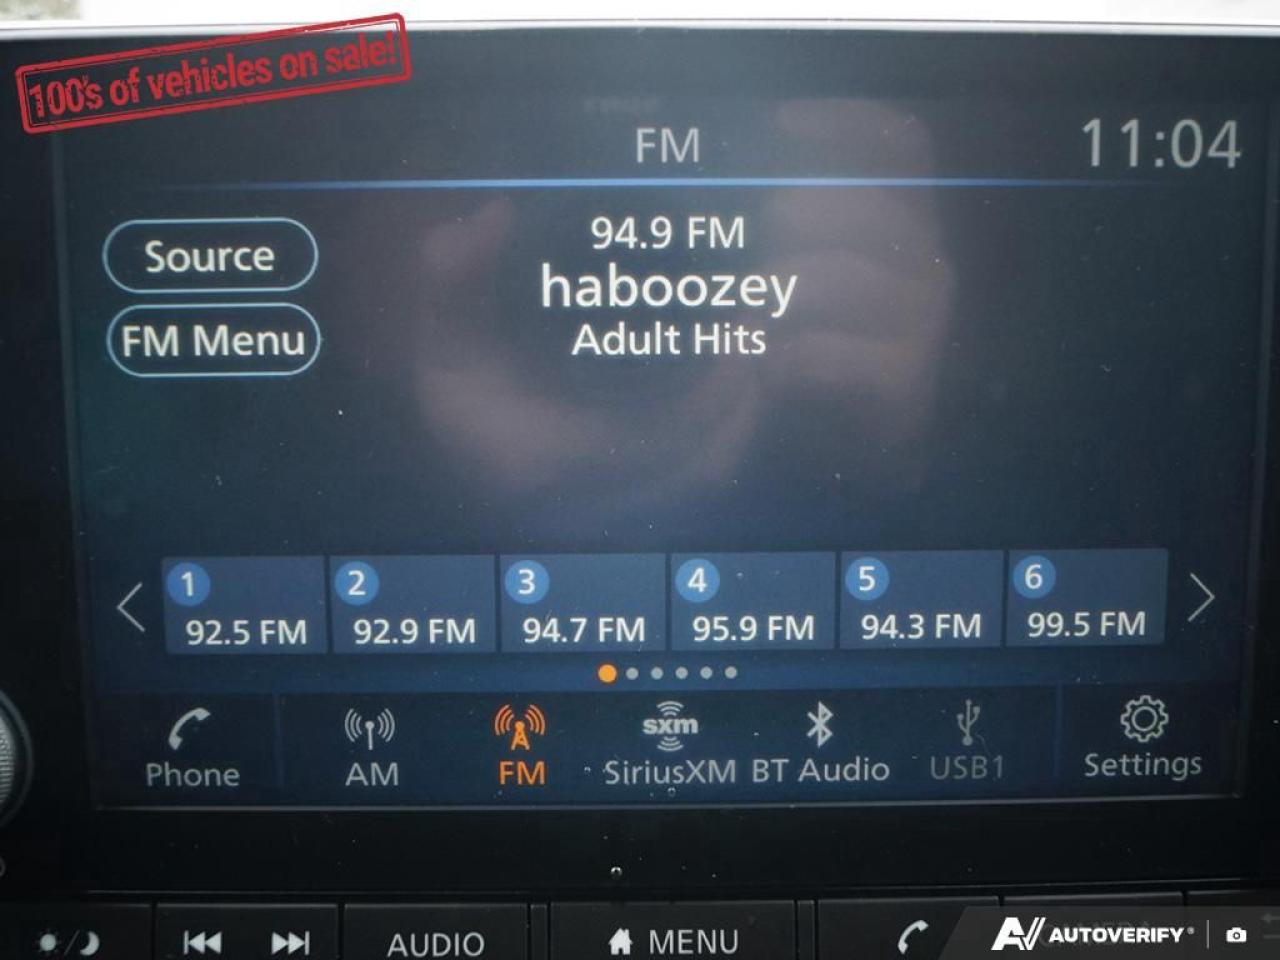 100's of vehicles on sale!
FM
11:04
Source
94.9 FM
haboozey
FM Menu
Adult Hits
1
2
3
4
5
6
92.5 FM
92.9 FM
94.7 FM
95.9 FM
94.3 FM
99.5 FM
sxm
Phone
AM
FM
SiriusXM
BT Audio
USB1
Settings
AUDIO
MENU
AV AUTOVERIFY